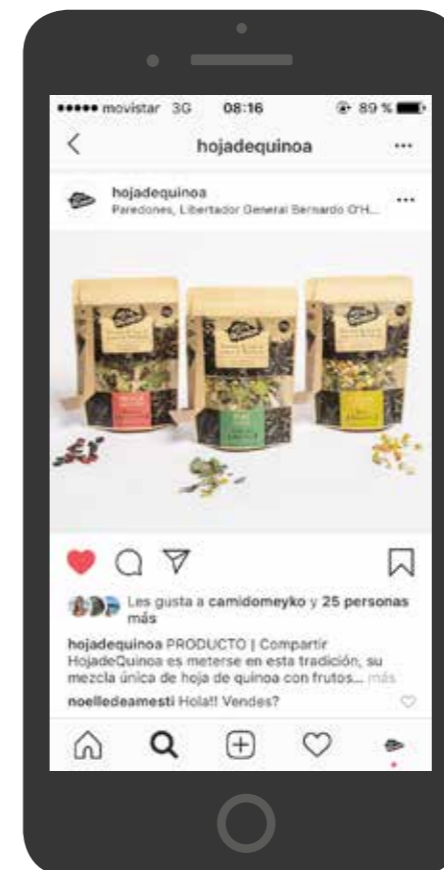 movistar 3G 08:16 89 %
hojadequinoa
hojadequinoa
Paredones, Libertador General Bernardo O'H...
Les gusta a camidomeyko y 25 personas
más
hojadequinoa PRODUCTO | Compartir
HojadeQuinoa es meterse en esta tradición, su
mezcla única de hoja de quinoa con frutos... más
noelledeamesti Hola!! Vendes?